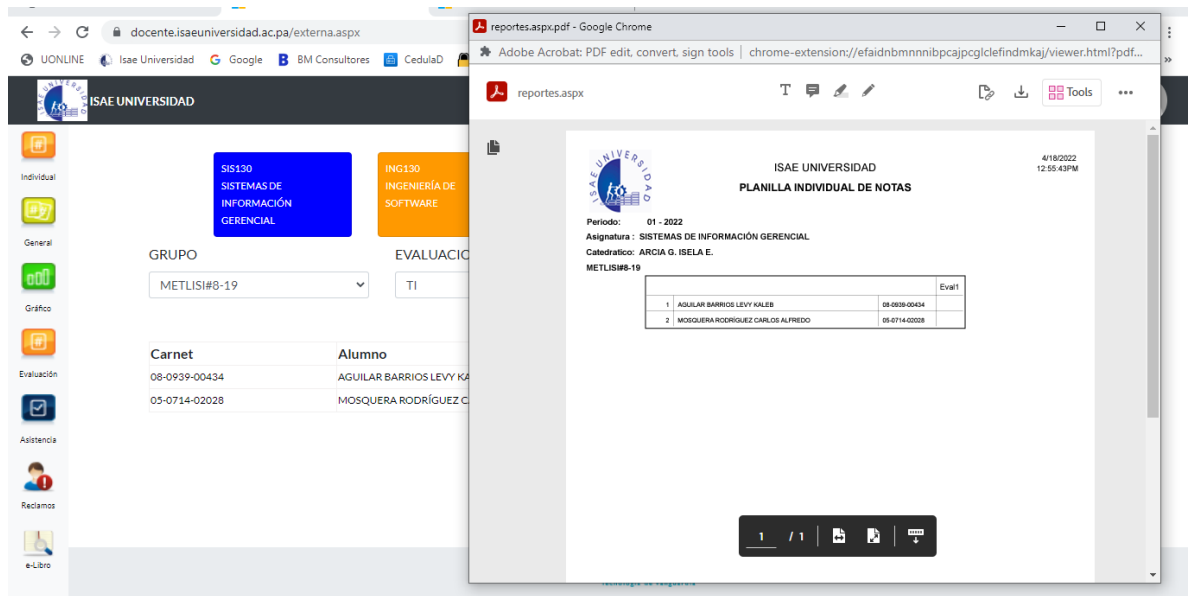 docente.isaeuniversidad.ac.pa/externa.aspx
UONLINE Isae Universidad Google BM Consultores CedulaD »
ISAE UNIVERSIDAD
ISAE UNIVERSIDAD
Individual
General
Gráfico
Evaluación
Asistencia
Reclamos
e-Libro
SIS130
SISTEMAS DE
INFORMACIÓN
GERENCIAL
ING130
INGENIERÍA DE
SOFTWARE
GRUPO EVALUACIO
METLISI#8-19 TI
Carnet Alumno
08-0939-00434 AGUILAR BARRIOS LEVY KA
05-0714-02028 MOSQUERA RODRÍGUEZ C
reportes.aspx.pdf - Google Chrome
Adobe Acrobat: PDF edit, convert, sign tools | chrome-extension://efaidnbmnnnibpcajpcglclefindmkaj/viewer.html?pdf...
reportes.aspx T Tools
ISAE UNIVERSIDAD
ISAE UNIVERSIDAD
PLANILLA INDIVIDUAL DE NOTAS
4/18/2022
12:55:43PM
Periodo: 01 - 2022
Asignatura : SISTEMAS DE INFORMACIÓN GERENCIAL
Catedratico: ARCIA G. ISELA E.
METLISI#8-19
Eval1
1 AGUILAR BARRIOS LEVY KALEB 08-0939-00434
2 MOSQUERA RODRÍGUEZ CARLOS ALFREDO 05-0714-02028
1 / 1